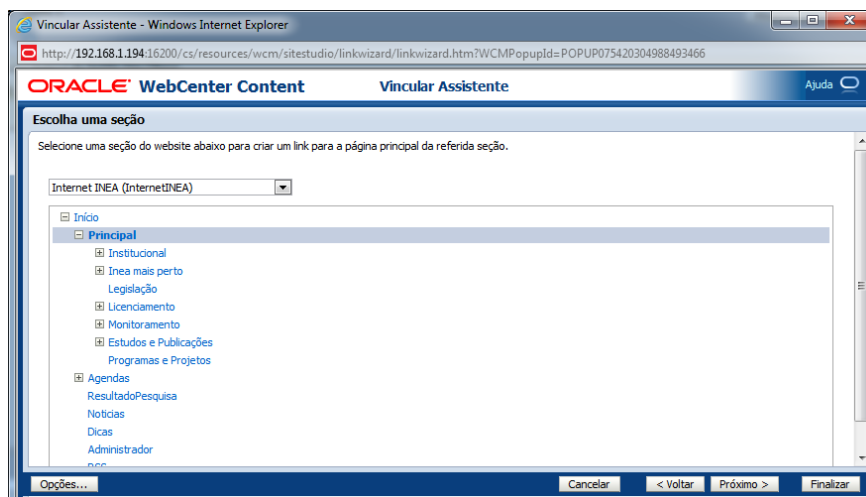 Vincular Assistente - Windows Internet Explorer
http://192.168.1.194:16200/cs/resources/wcm/sitestudio/linkwizard/linkwizard.htm?WCMPopupId=POPUP075420304988493466
ORACLE WebCenter Content Vincular Assistente Ajuda
Escolha uma seção
Selecione uma seção do website abaixo para criar um link para a página principal da referida seção.
Internet INEA (InternetINEA)
Início
Principal
Institucional
Inea mais perto
Legislação
Licenciamento
Monitoramento
Estudos e Publicações
Programas e Projetos
Agendas
ResultadoPesquisa
Noticias
Dicas
Administrador
Opções... Cancelar < Voltar Próximo > Finalizar